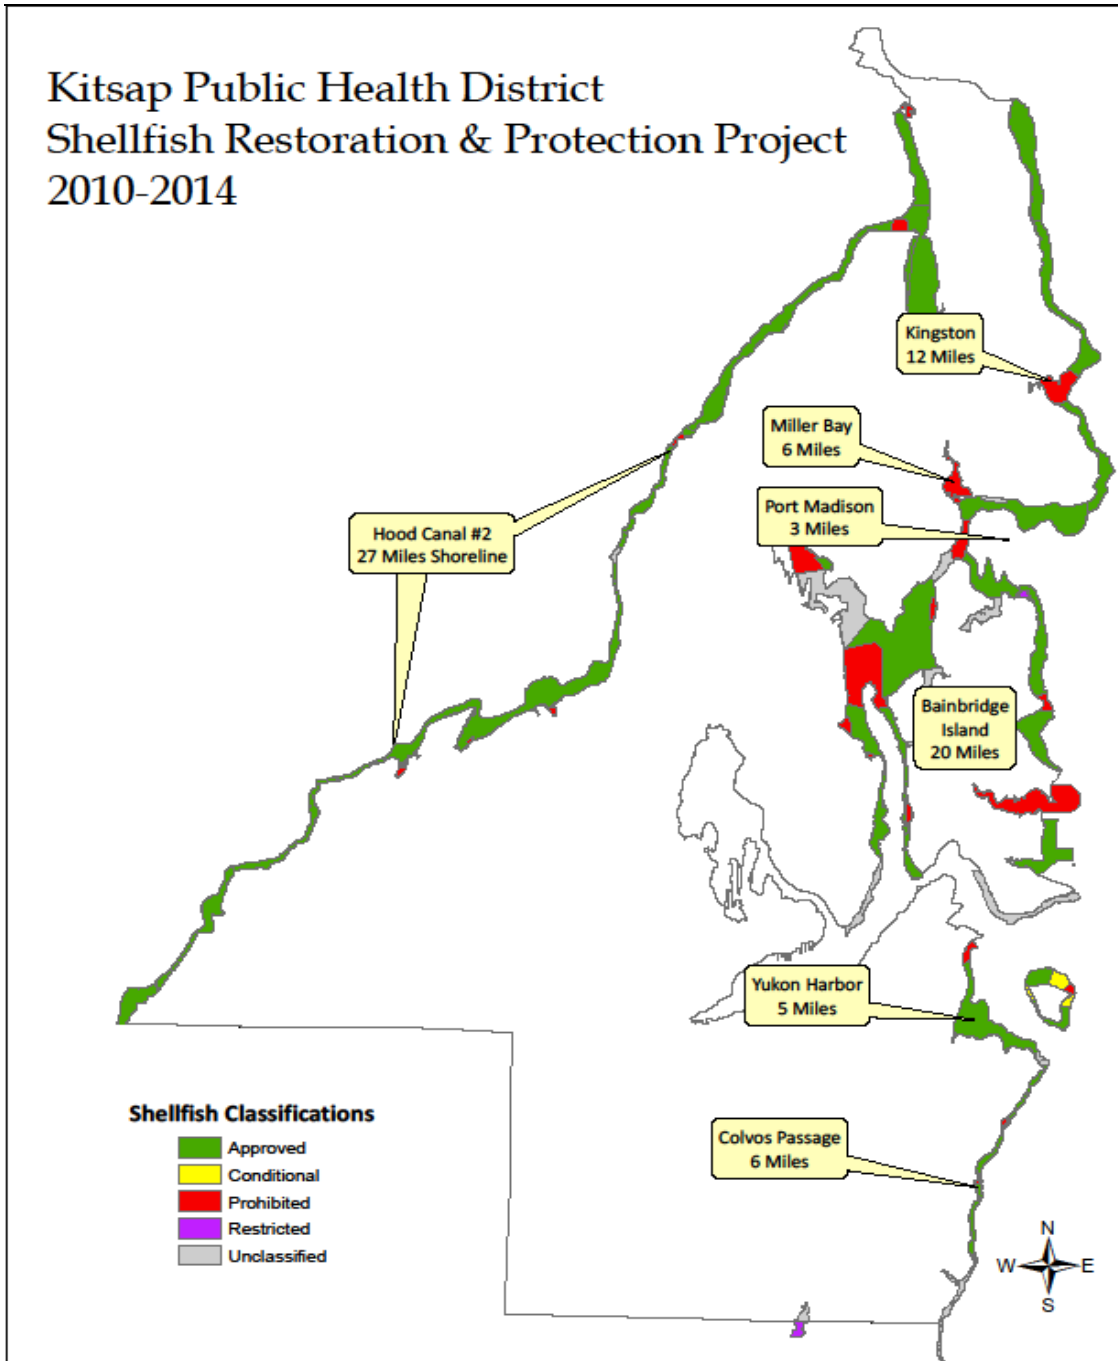 Kitsap Public Health District
Shellfish Restoration & Protection Project
2010-2014
Kingston
12 Miles
Miller Bay
6 Miles
Port Madison
3 Miles
Hood Canal #2
27 Miles Shoreline
Bainbridge
Island
20 Miles
Yukon Harbor
5 Miles
Colvos Passage
6 Miles
Shellfish Classifications
Approved
Conditional
Prohibited
Restricted
Unclassified
N
W
E
S